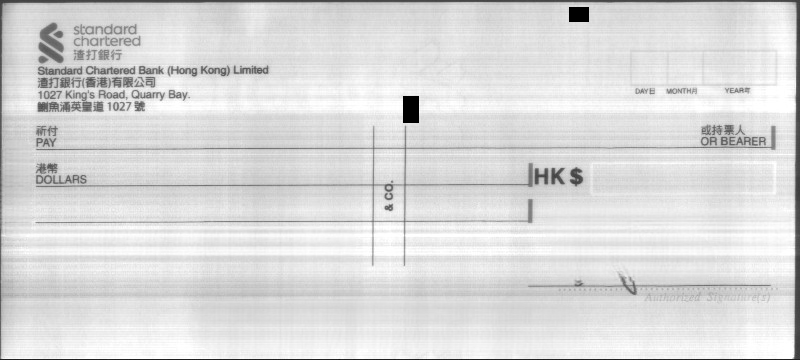 standard
chartered
渣打銀行
Standard Chartered Bank (Hong Kong) Limited
渣打銀行(香港)有限公司
1027 King's Road, Quarry Bay.
鰂魚涌英皇道 1027 號
DAY日 MONTH月 YEAR年
祈付
PAY
或持票人
OR BEARER
港幣
DOLLARS
HK $
& CO.
Authorized Signature(s)